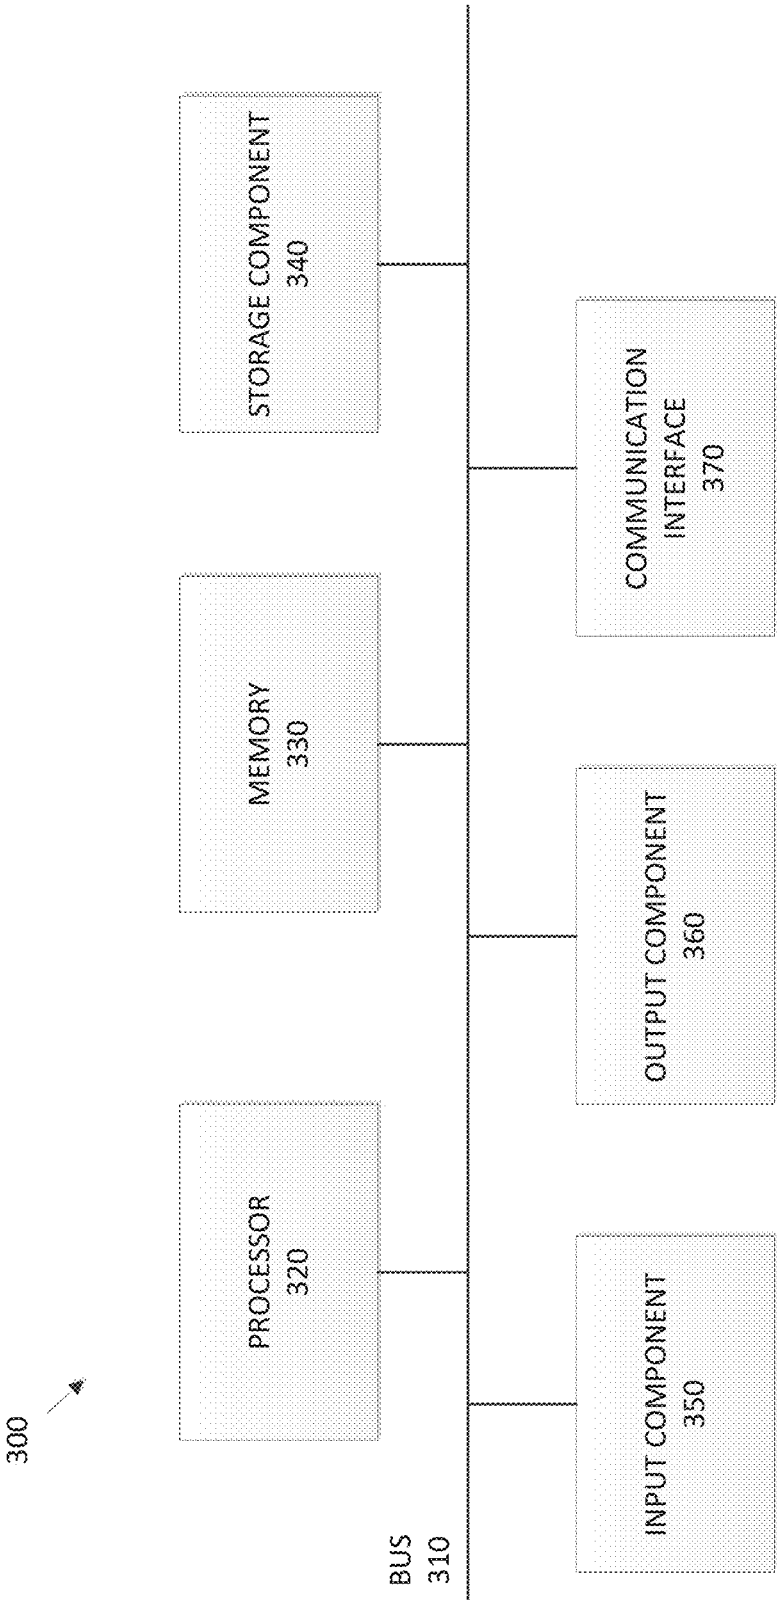 300
PROCESSOR
320
MEMORY
330
STORAGE COMPONENT
340
BUS
310
INPUT COMPONENT
350
OUTPUT COMPONENT
360
COMMUNICATION
INTERFACE
370